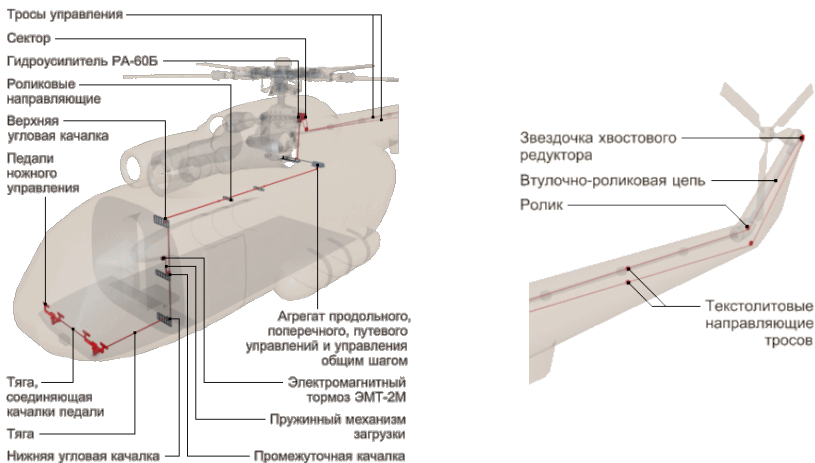 Тросы управления
Сектор
Гидроусилитель РА-60Б
Роликовые
направляющие
Верхняя
угловая качалка
Педали
ножного
управления
Агрегат продольного,
поперечного, путевого
управлений и управления
общим шагом
Тяга,
соединяющая
качалки педали
Электромагнитный
тормоз ЭМТ-2М
Пружинный механизм
загрузки
Тяга
Нижняя угловая качалка
Промежуточная качалка
Звездочка хвостового
редуктора
Втулочно-роликовая цепь
Ролик
Текстолитовые
направляющие
тросов